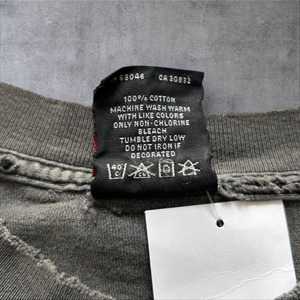 68046 CA 30832
100% COTTON
MACHINE WASH WARM
WITH LIKE COLORS
ONLY NON-CHLORINE
BLEACH
TUMBLE DRY LOW
DO NOT IRON IF
DECORATED